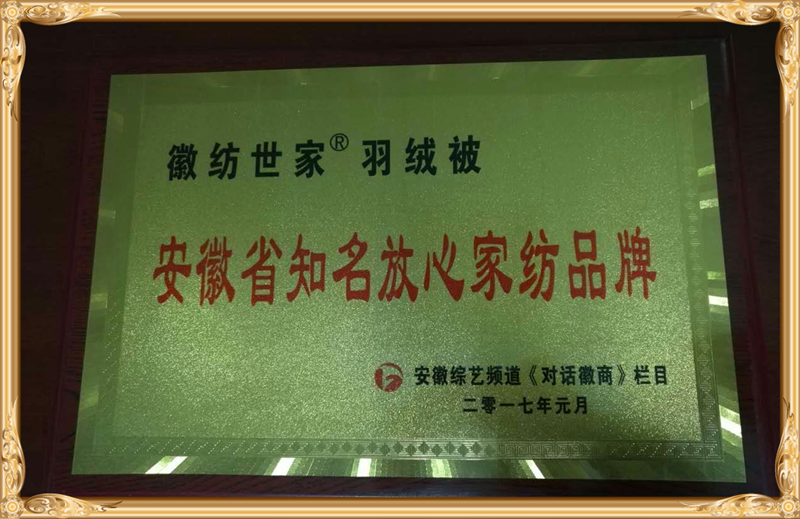 徽纺世家®羽绒被
安徽省知名放心家纺品牌
安徽综艺频道《对话徽商》栏目
二零一七年元月